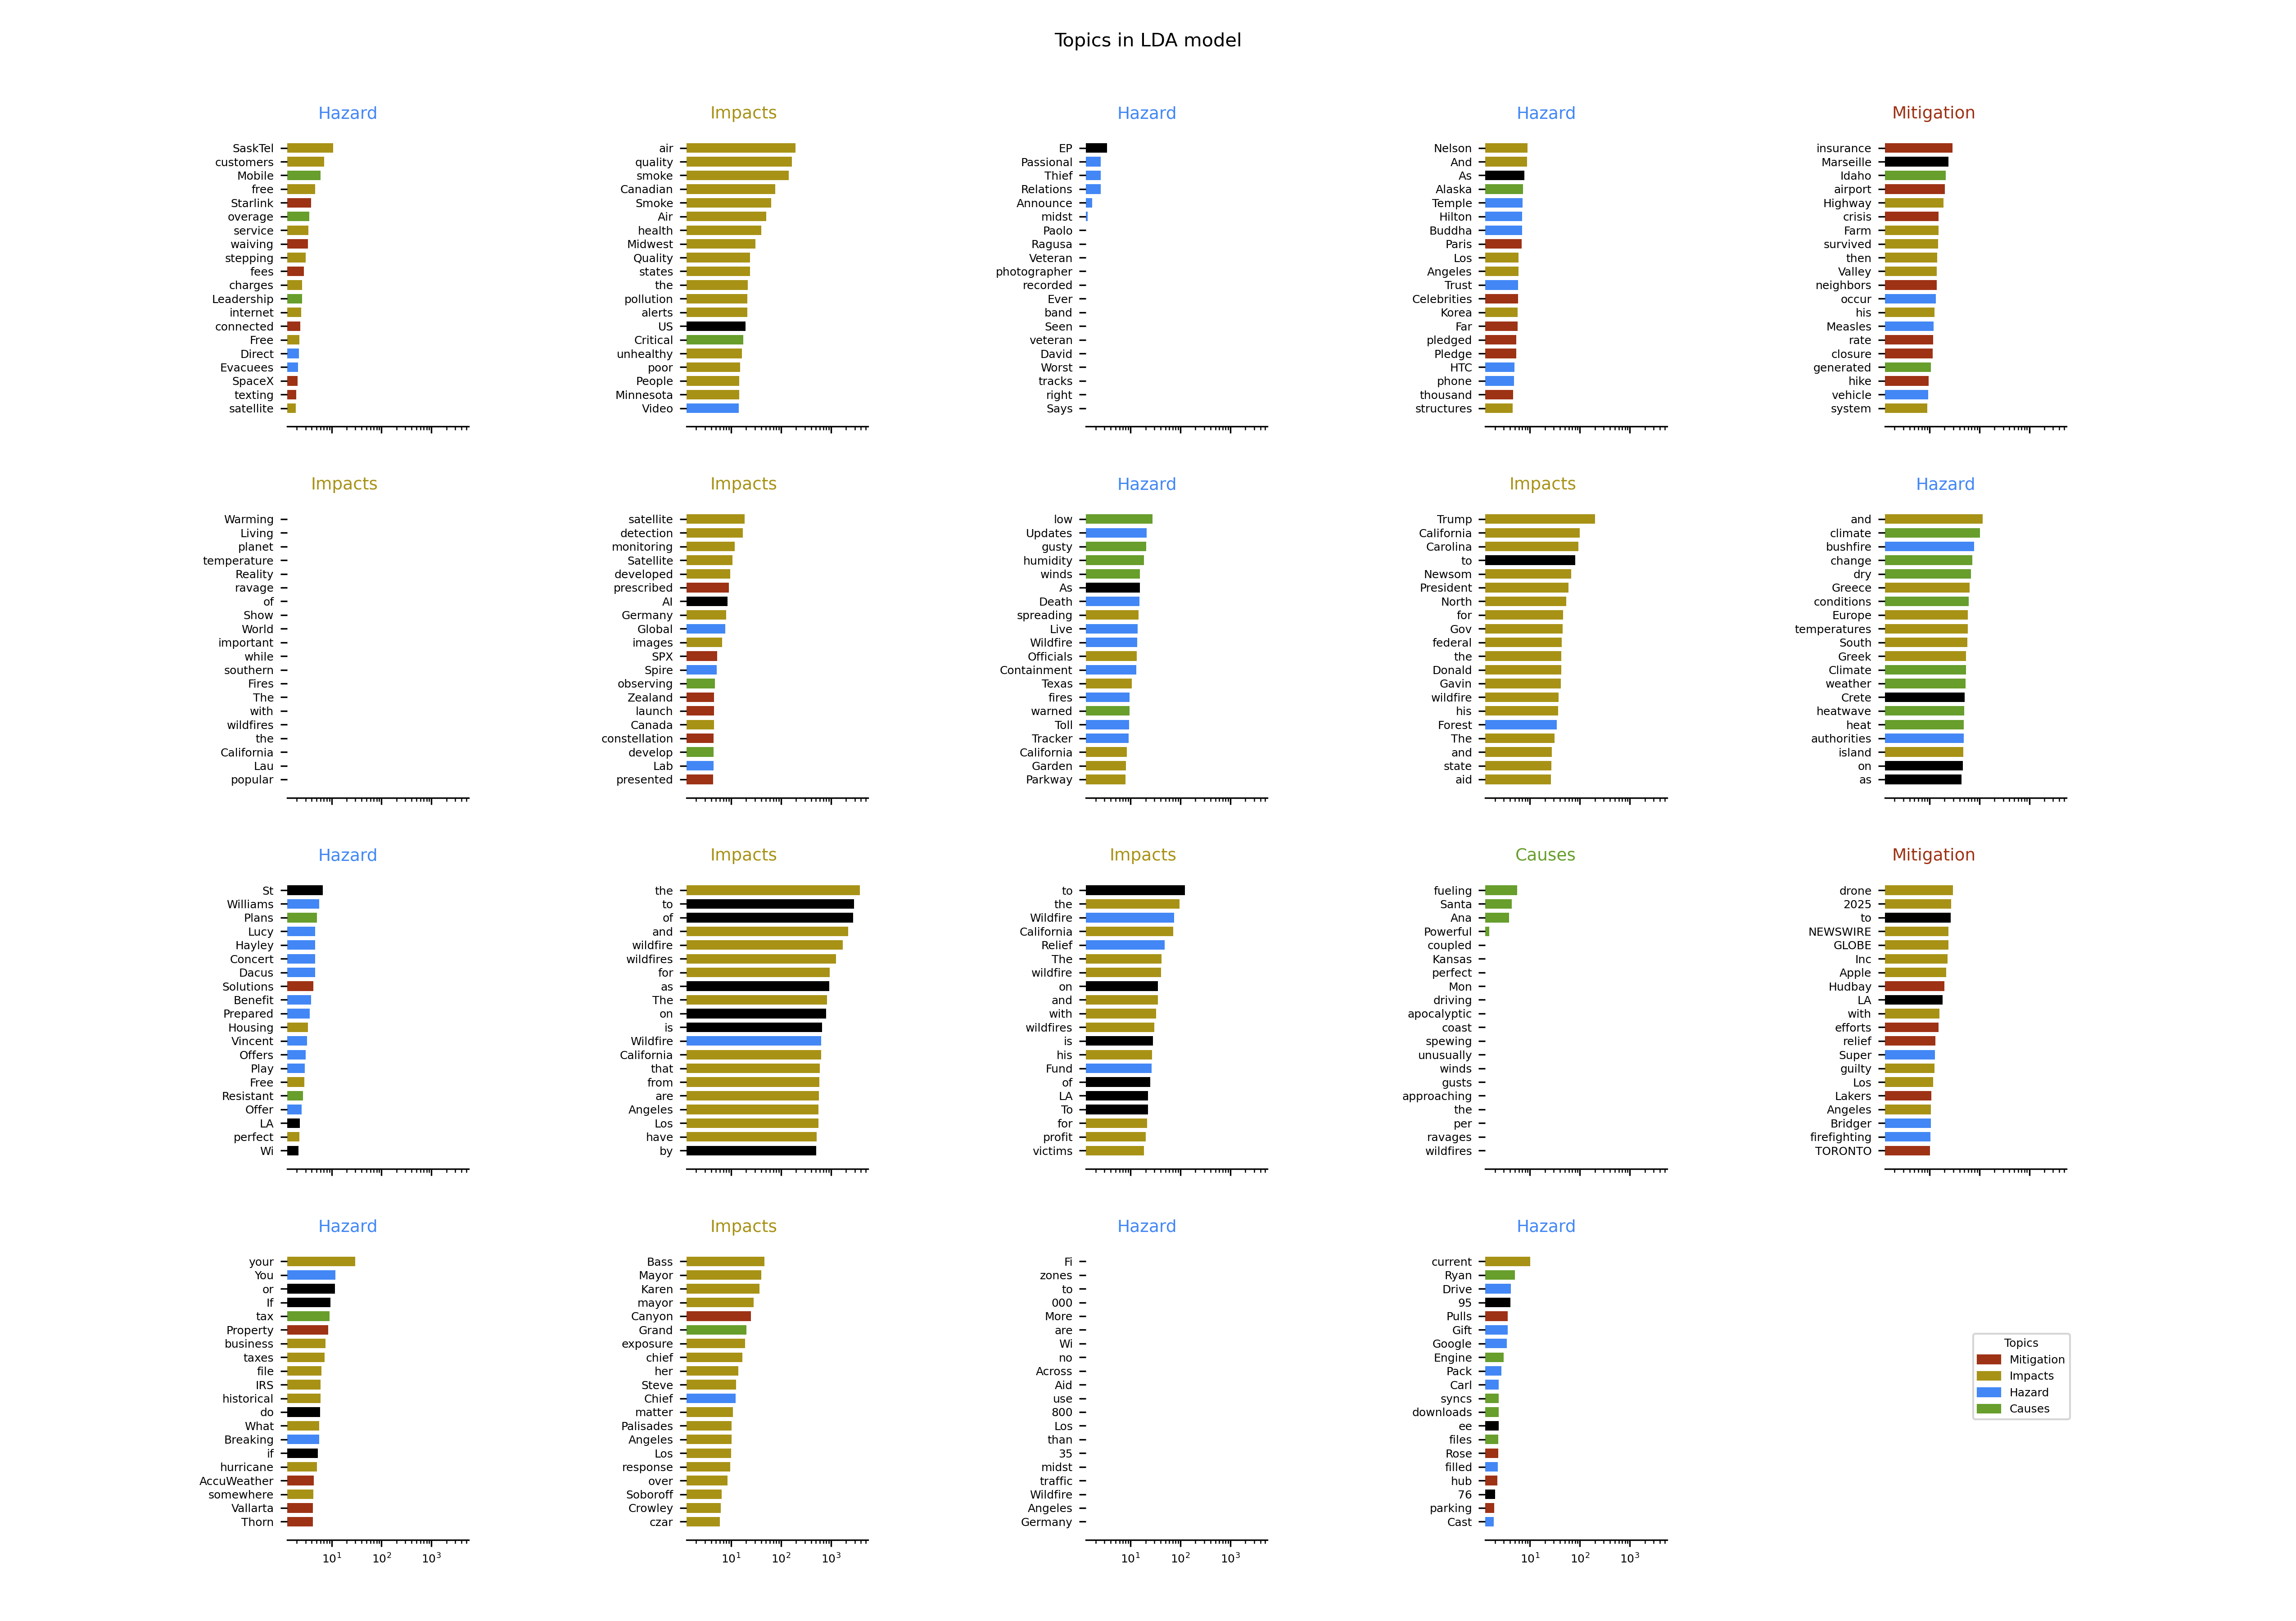 Topics in LDA model
Hazard
SaskTel
customers
Mobile
free
Starlink
overage
service
waiving
stepping
fees
charges
Leadership
internet
connected
Free
Direct
Evacuees
SpaceX
texting
satellite
Impacts
air
quality
smoke
Canadian
Smoke
Air
health
Midwest
Quality
states
the
pollution
alerts
US
Critical
unhealthy
poor
People
Minnesota
Video
Hazard
EP
Passional
Thief
Relations
Announce
midst
Paolo
Ragusa
Veteran
photographer
recorded
Ever
band
Seen
veteran
David
Worst
tracks
right
Says
Hazard
Nelson
And
As
Alaska
Temple
Hilton
Buddha
Paris
Los
Angeles
Trust
Celebrities
Korea
Far
pledged
Pledge
HTC
phone
thousand
structures
Mitigation
insurance
Marseille
Idaho
airport
Highway
crisis
Farm
survived
then
Valley
neighbors
occur
his
Measles
rate
closure
generated
hike
vehicle
system
Impacts
Warming
Living
planet
temperature
Reality
ravage
of
Show
World
important
while
southern
Fires
The
with
wildfires
the
California
Lau
popular
Impacts
satellite
detection
monitoring
Satellite
developed
prescribed
AI
Germany
Global
images
SPX
Spire
observing
Zealand
launch
Canada
constellation
develop
Lab
presented
Hazard
low
Updates
gusty
humidity
winds
As
Death
spreading
Live
Wildfire
Officials
Containment
Texas
fires
warned
Toll
Tracker
California
Garden
Parkway
Impacts
Trump
California
Carolina
to
Newsom
President
North
for
Gov
federal
the
Donald
Gavin
wildfire
his
Forest
The
and
state
aid
Hazard
and
climate
bushfire
change
dry
Greece
conditions
Europe
temperatures
South
Greek
Climate
weather
Crete
heatwave
heat
authorities
island
on
as
Hazard
St
Williams
Plans
Lucy
Hayley
Concert
Dacus
Solutions
Benefit
Prepared
Housing
Vincent
Offers
Play
Free
Resistant
Offer
LA
perfect
Wi
Impacts
the
to
of
and
wildfire
wildfires
for
as
The
on
is
Wildfire
California
that
from
are
Angeles
Los
have
by
Impacts
to
the
Wildfire
California
Relief
The
wildfire
on
and
with
wildfires
is
his
Fund
of
LA
To
for
profit
victims
Causes
fueling
Santa
Ana
Powerful
coupled
Kansas
perfect
Mon
driving
apocalyptic
coast
spewing
unusually
winds
gusts
approaching
the
per
ravages
wildfires
Mitigation
drone
2025
to
NEWSWIRE
GLOBE
Inc
Apple
Hudbay
LA
with
efforts
relief
Super
guilty
Los
Lakers
Angeles
Bridger
firefighting
TORONTO
Hazard
your
You
or
If
tax
Property
business
taxes
file
IRS
historical
do
What
Breaking
if
hurricane
AccuWeather
somewhere
Vallarta
Thorn
10¹ 10² 10³
Impacts
Bass
Mayor
Karen
mayor
Canyon
Grand
exposure
chief
her
Steve
Chief
matter
Palisades
Angeles
Los
response
over
Soboroff
Crowley
czar
10¹ 10² 10³
Hazard
Fi
zones
to
000
More
are
Wi
no
Across
Aid
use
800
Los
than
35
midst
traffic
Wildfire
Angeles
Germany
10¹ 10² 10³
Hazard
current
Ryan
Drive
95
Pulls
Gift
Google
Engine
Pack
Carl
syncs
downloads
ee
files
Rose
filled
hub
76
parking
Cast
10¹ 10² 10³
Topics
Mitigation
Impacts
Hazard
Causes